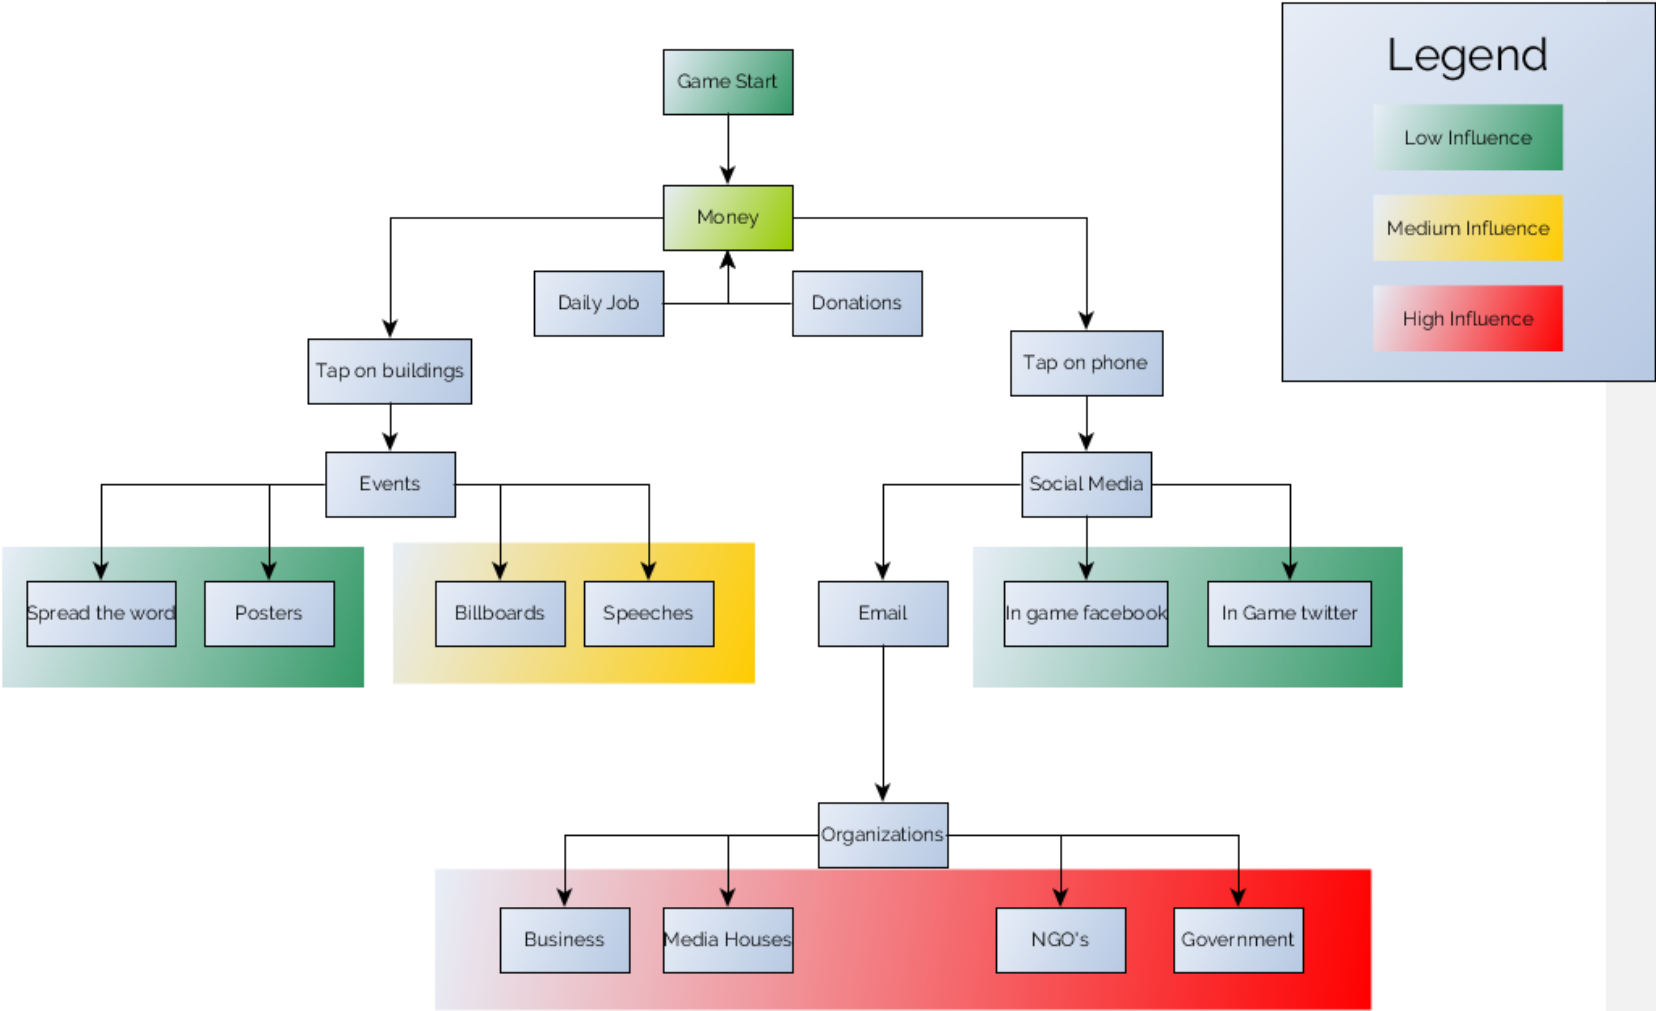 Legend
Game Start
Low Influence
Money
Medium Influence
Daily Job
Donations
High Influence
Tap on buildings
Tap on phone
Events
Social Media
Spread the word
Posters
Billboards
Speeches
Email
In game facebook
In Game twitter
Organizations
Business
Media Houses
NGO's
Government